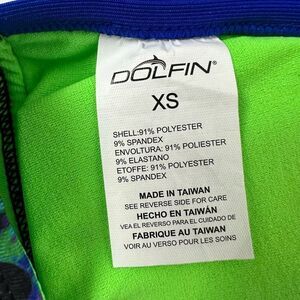 DOLFIN®
XS
SHELL:91% POLYESTER
9% SPANDEX
ENVOLTURA: 91% POLIESTER
9% ELASTANO
ETOFFE: 91% POLYESTER
9% SPANDEX
MADE IN TAIWAN
SEE REVERSE SIDE FOR CARE
HECHO EN TAIWÁN
VEA EL REVERSO PARA EL CUIDADO DE
FABRIQUE AU TAIWAN
VOIR AU VERSO POUR LES SOINS